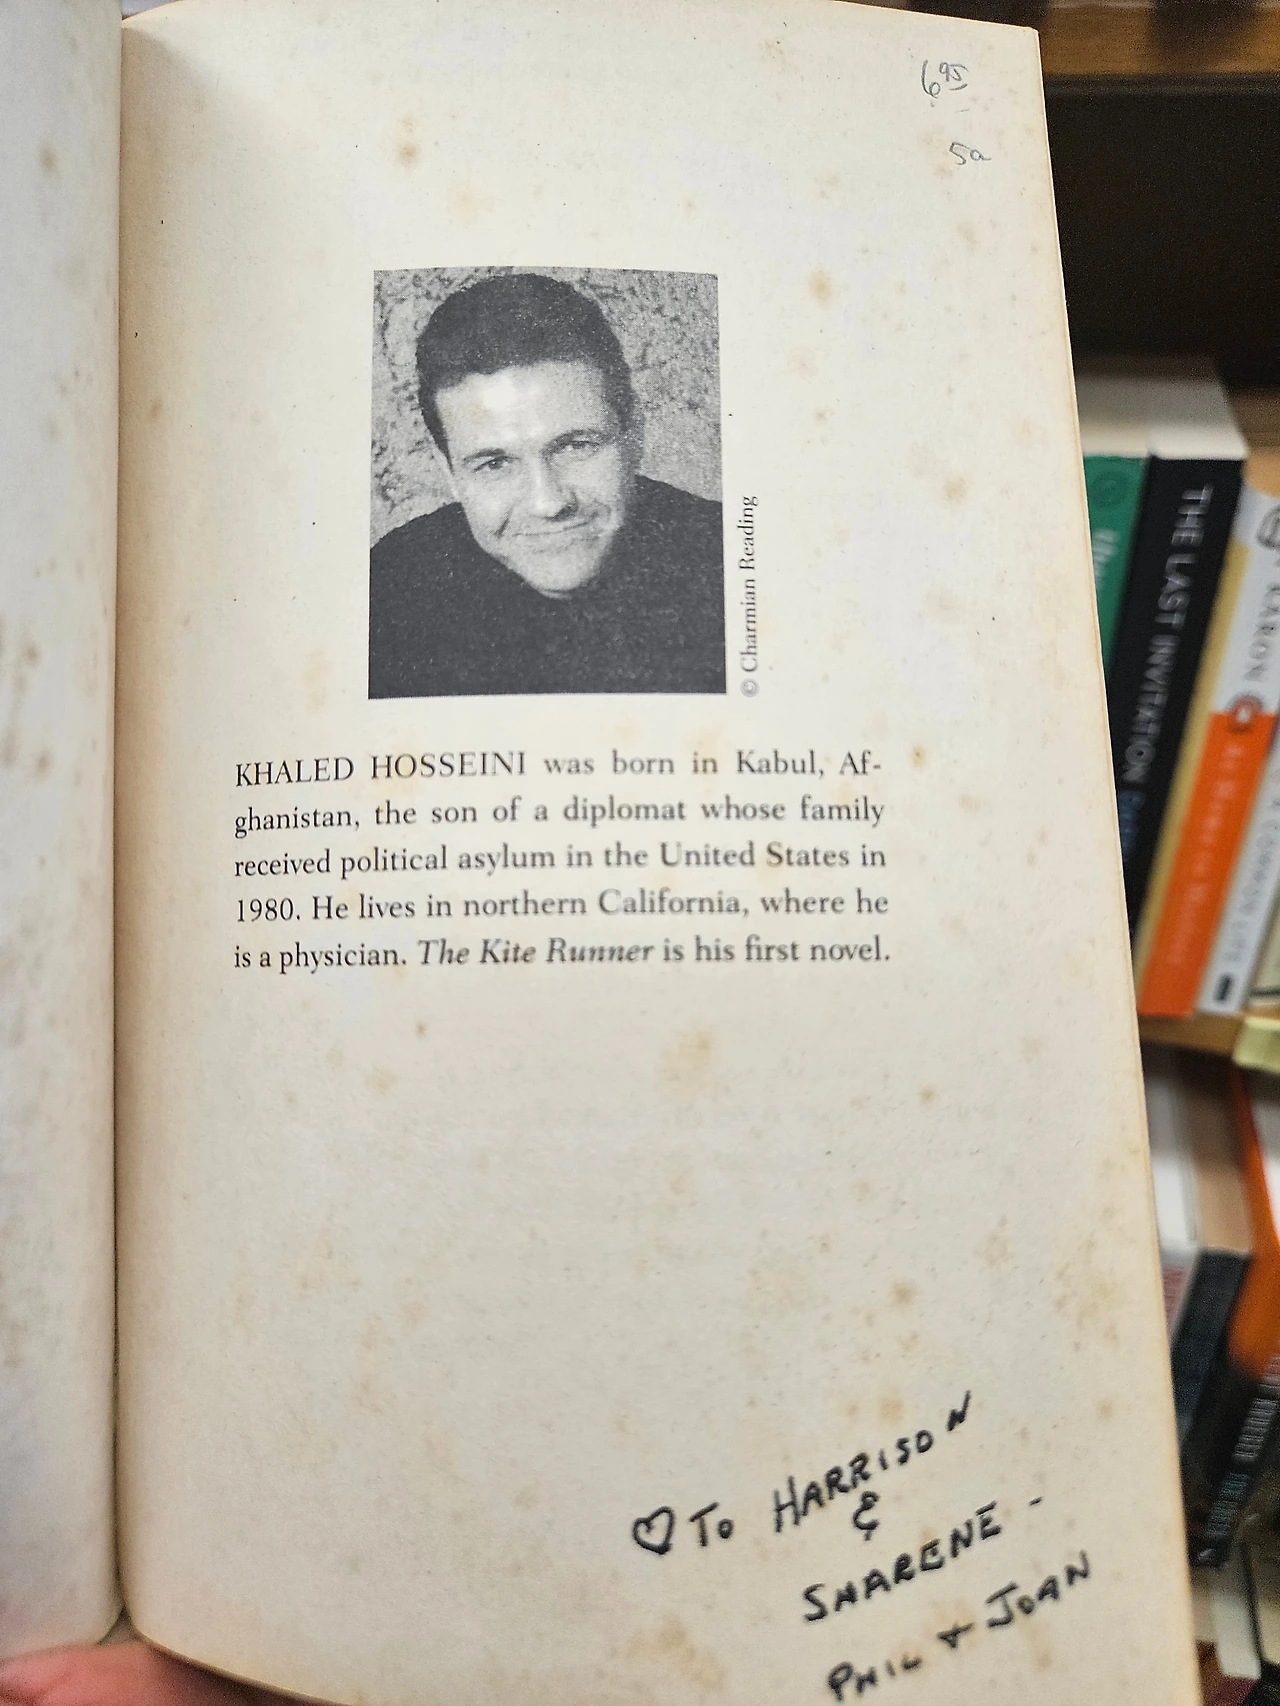 6 95
5a
© Charmian Reading
KHALED HOSSEINI was born in Kabul, Af-
ghanistan, the son of a diplomat whose family
received political asylum in the United States in
1980. He lives in northern California, where he
is a physician. The Kite Runner is his first novel.
♡ To HARRISON
&
SHARENE -
PHIL + JOAN
THE LAST INVITATION
KARON